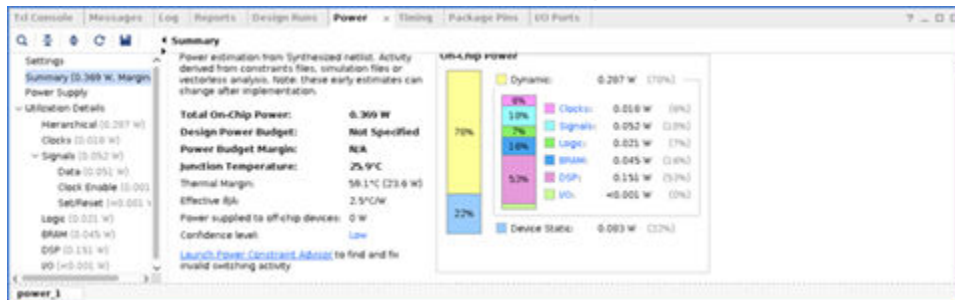 Tcl Console Messages Log Reports Design Runs Power × Timing Package Pins I/O Ports ? _
Summary
Settings
Summary (0.369 W, Margin
Power Supply
Utilization Details
Hierarchical (0.287 W)
Clocks (0.018 W)
Signals (0.052 W)
Data (0.051 W)
Clock Enable (0.001
Set/Reset (<0.001 W
Logic (0.021 W)
BRAM (0.045 W)
DSP (0.151 W)
I/O (<0.001 W)
Power estimation from Synthesized netlist. Activity
derived from constraints files, simulation files or
vectorless analysis. Note: these early estimates can
change after implementation.
Total On-Chip Power: 0.369 W
Design Power Budget: Not Specified
Power Budget Margin: N/A
Junction Temperature: 25.9°C
Thermal Margin: 59.1°C (23.6 W)
Effective θJA: 2.5°C/W
Power supplied to off-chip devices: 0 W
Confidence level: Low
Launch Power Constraint Advisor to find and fix
invalid switching activity
On-Chip Power
Dynamic: 0.287 W (78%)
78%
22%
6% Clocks: 0.018 W (6%)
18% Signals: 0.052 W (18%)
7% Logic: 0.021 W (7%)
16% BRAM: 0.045 W (16%)
53% DSP: 0.151 W (53%)
I/O: <0.001 W (0%)
Device Static: 0.083 W (22%)
power_1